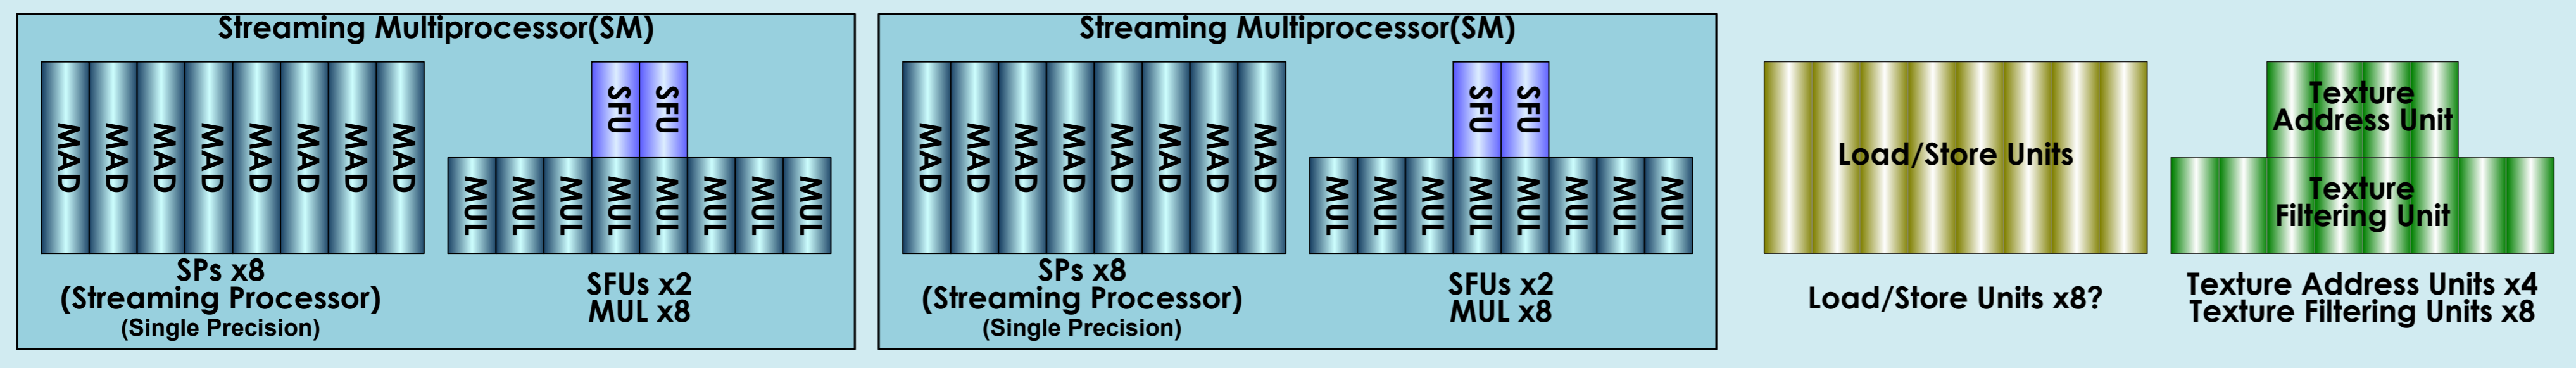 Streaming Multiprocessor(SM)
MAD
MAD
MAD
MAD
MAD
MAD
MAD
MAD
SPs x8
(Streaming Processor)
(Single Precision)
SFU
SFU
MUL
MUL
MUL
MUL
MUL
MUL
MUL
MUL
SFUs x2
MUL x8
Streaming Multiprocessor(SM)
MAD
MAD
MAD
MAD
MAD
MAD
MAD
MAD
SPs x8
(Streaming Processor)
(Single Precision)
SFU
SFU
MUL
MUL
MUL
MUL
MUL
MUL
MUL
MUL
SFUs x2
MUL x8
Load/Store Units
Load/Store Units x8?
Texture
Address Unit
Texture
Filtering Unit
Texture Address Units x4
Texture Filtering Units x8